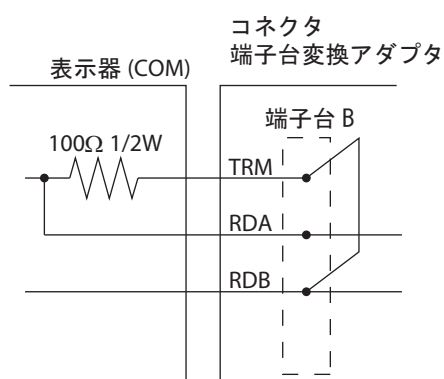 コネクタ
端子台変換アダプタ
表示器 (COM)
端子台 B
100Ω 1/2W
TRM
RDA
RDB